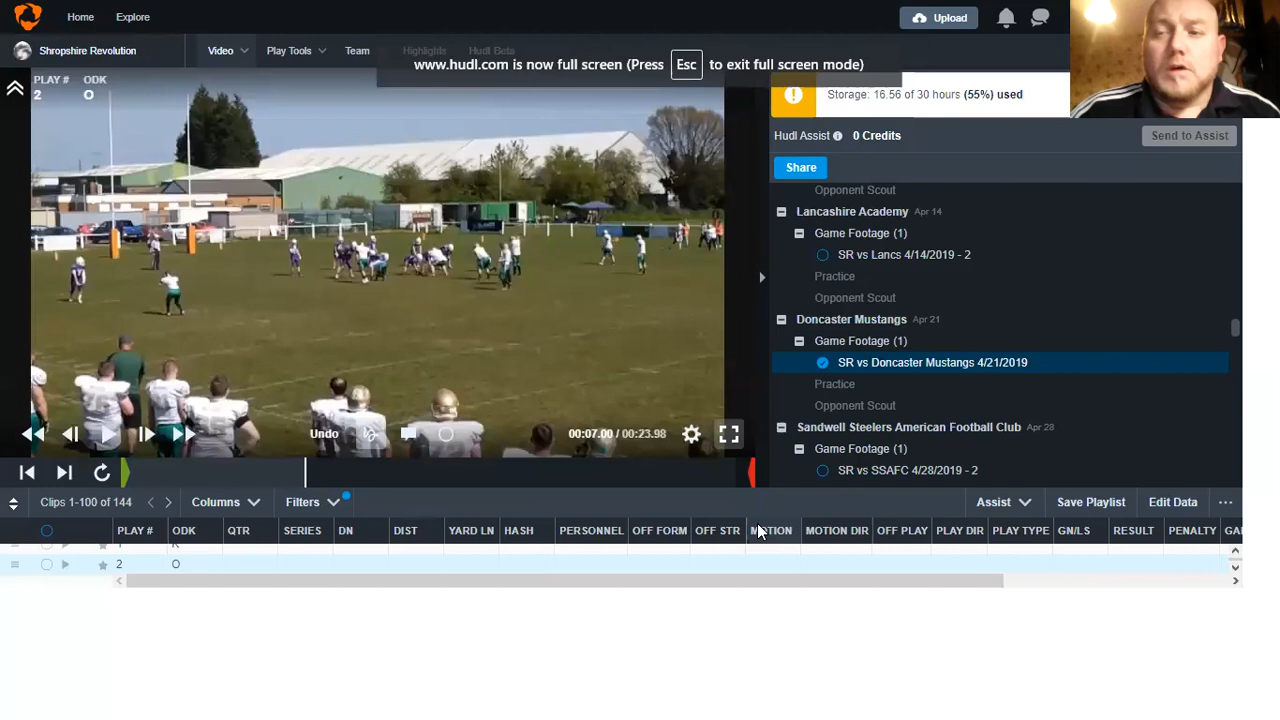 Home
Explore
Upload
Shropshire Revolution
Video
Play Tools
Team
Highlights
Hudl Beta
www.hudl.com is now full screen (Press Esc to exit full screen mode)
PLAY # ODK
2 O
Storage: 16.56 of 30 hours (55%) used
Hudl Assist 0 Credits
Send to Assist
Share
Opponent Scout
Lancashire Academy Apr 14
Game Footage (1)
SR vs Lancs 4/14/2019 - 2
Practice
Opponent Scout
Doncaster Mustangs Apr 21
Game Footage (1)
SR vs Doncaster Mustangs 4/21/2019
Practice
Opponent Scout
Sandwell Steelers American Football Club Apr 28
Game Footage (1)
SR vs SSAFC 4/28/2019 - 2
Undo
00:07.00 / 00:23.98
Clips 1-100 of 144
Columns
Filters
Assist
Save Playlist
Edit Data
PLAY # ODK QTR SERIES DN DIST YARD LN HASH PERSONNEL OFF FORM OFF STR MOTION MOTION DIR OFF PLAY PLAY DIR PLAY TYPE GN/LS RESULT PENALTY
2 O